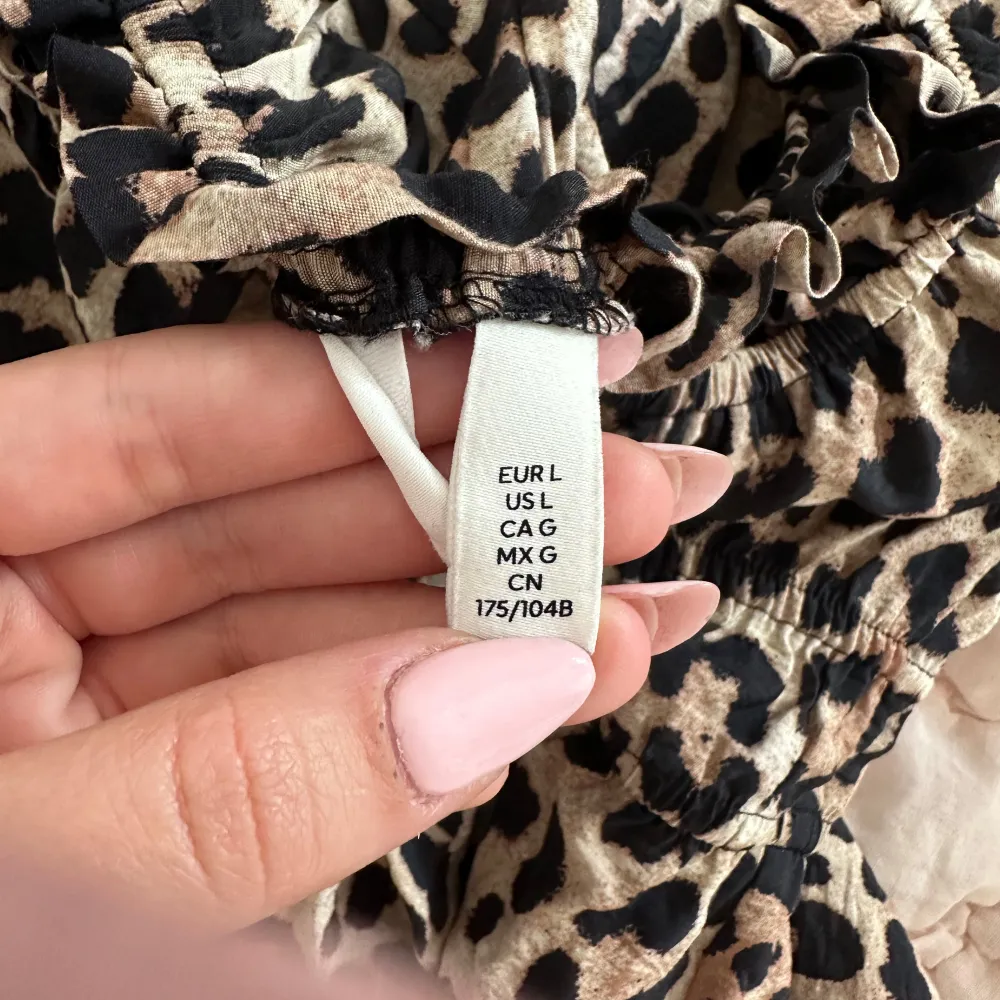 EUR L
US L
CA G
MX G
CN
175/104B